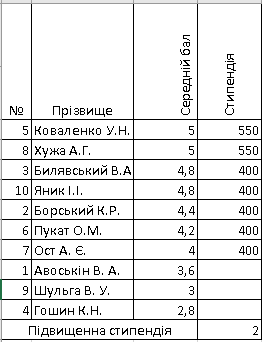 № Прізвище Середній бал Стипендія
5 Коваленко У.Н. 5 550
8 Хужа А.Г. 5 550
3 Билявський В.А 4,8 400
10 Яник І.І. 4,8 400
2 Борський К.Р. 4,4 400
6 Пукат О.М. 4,2 400
7 Ост А. Є. 4 400
1 Авоськін В. А. 3,6
9 Шульга В. У. 3
4 Гошин К.Н. 2,8
Підвищенна стипендія 2